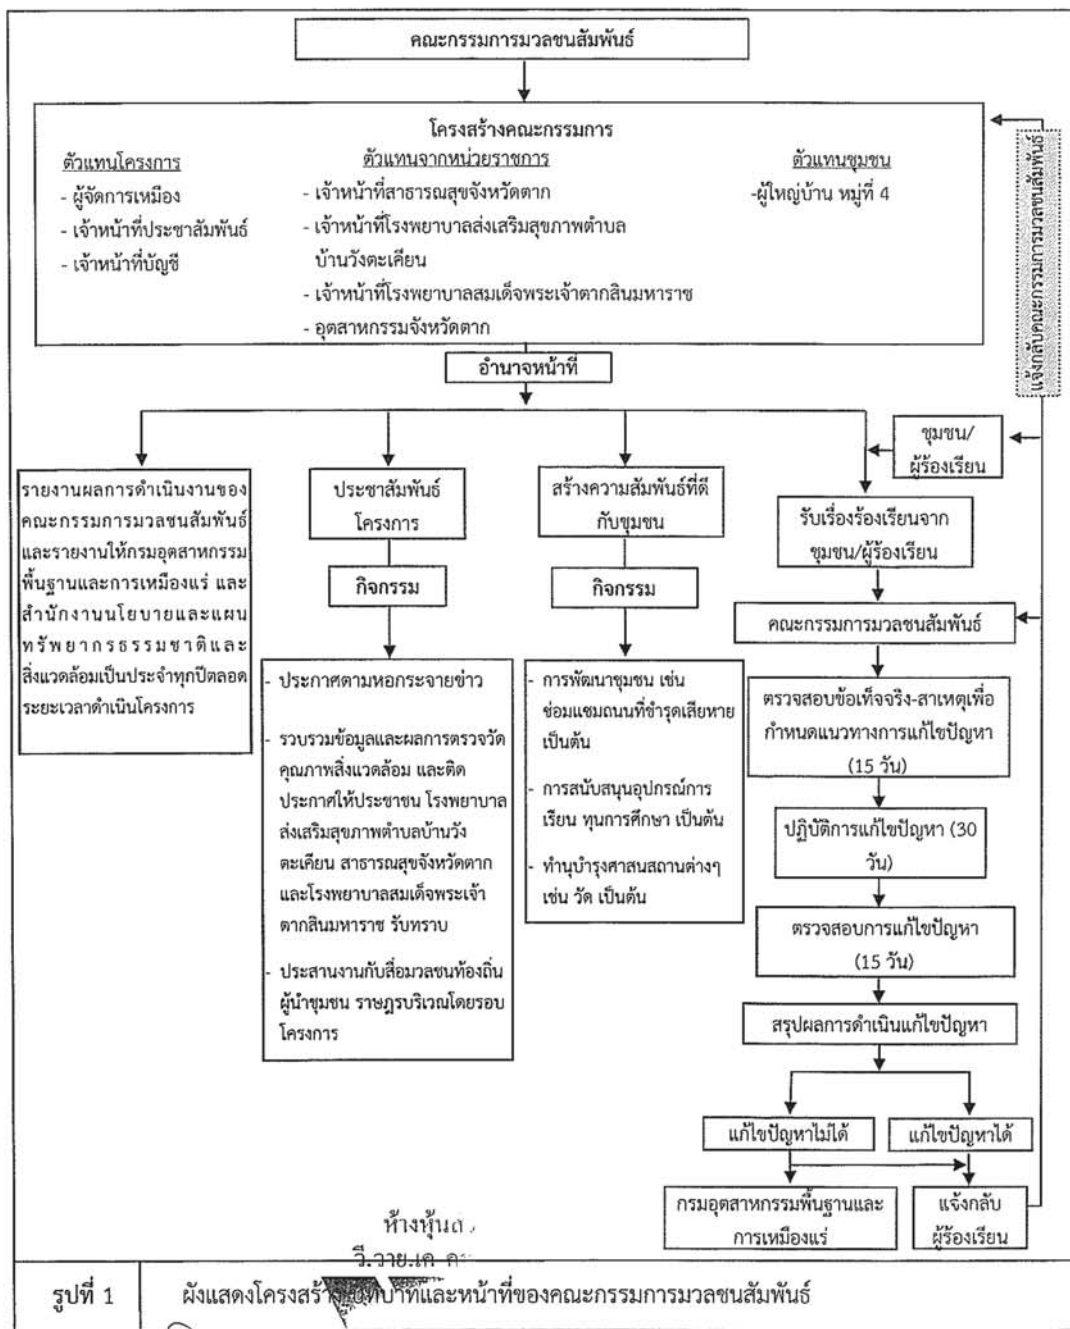 คณะกรรมการมวลชนสัมพันธ์
โครงสร้างคณะกรรมการ
ตัวแทนโครงการ
- ผู้จัดการเหมือง
- เจ้าหน้าที่ประชาสัมพันธ์
- เจ้าหน้าที่บัญชี
ตัวแทนจากหน่วยราชการ
- เจ้าหน้าที่สาธารณสุขจังหวัดตาก
- เจ้าหน้าที่โรงพยาบาลส่งเสริมสุขภาพตำบล
บ้านวังตะเคียน
- เจ้าหน้าที่โรงพยาบาลสมเด็จพระเจ้าตากสินมหาราช
- อุตสาหกรรมจังหวัดตาก
ตัวแทนชุมชน
-ผู้ใหญ่บ้าน หมู่ที่ 4
แจ้งกลับคณะกรรมการมวลชนสัมพันธ์
อำนาจหน้าที่
ชุมชน/
ผู้ร้องเรียน
รายงานผลการดำเนินงานของ
คณะกรรมการมวลชนสัมพันธ์
และรายงานให้กรมอุตสาหกรรม
พื้นฐานและการเหมืองแร่ และ
สำนักงานนโยบายและแผน
ทรัพยากรธรรมชาติและ
สิ่งแวดล้อมเป็นประจำทุกปีตลอด
ระยะเวลาดำเนินโครงการ
ประชาสัมพันธ์
โครงการ
กิจกรรม
- ประกาศตามหอกระจายข่าว
- รวบรวมข้อมูลและผลการตรวจวัด
คุณภาพสิ่งแวดล้อม และติด
ประกาศให้ประชาชน โรงพยาบาล
ส่งเสริมสุขภาพตำบลบ้านวัง
ตะเคียน สาธารณสุขจังหวัดตาก
และโรงพยาบาลสมเด็จพระเจ้า
ตากสินมหาราช รับทราบ
- ประสานงานกับสื่อมวลชนท้องถิ่น
ผู้นำชุมชน ราษฎรบริเวณโดยรอบ
โครงการ
สร้างความสัมพันธ์ที่ดี
กับชุมชน
กิจกรรม
- การพัฒนาชุมชน เช่น
ซ่อมแซมถนนที่ชำรุดเสียหาย
เป็นต้น
- การสนับสนุนอุปกรณ์การ
เรียน ทุนการศึกษา เป็นต้น
- ทำนุบำรุงศาสนสถานต่างๆ
เช่น วัด เป็นต้น
รับเรื่องร้องเรียนจาก
ชุมชน/ผู้ร้องเรียน
คณะกรรมการมวลชนสัมพันธ์
ตรวจสอบข้อเท็จจริง-สาเหตุเพื่อ
กำหนดแนวทางการแก้ไขปัญหา
(15 วัน)
ปฏิบัติการแก้ไขปัญหา (30
วัน)
ตรวจสอบการแก้ไขปัญหา
(15 วัน)
สรุปผลการดำเนินแก้ไขปัญหา
แก้ไขปัญหาไม่ได้
แก้ไขปัญหาได้
กรมอุตสาหกรรมพื้นฐานและ
การเหมืองแร่
แจ้งกลับ
ผู้ร้องเรียน
วี.วาย.เค
รูปที่ 1
ผังแสดงโครงสร้าง บทบาทและหน้าที่ของคณะกรรมการมวลชนสัมพันธ์